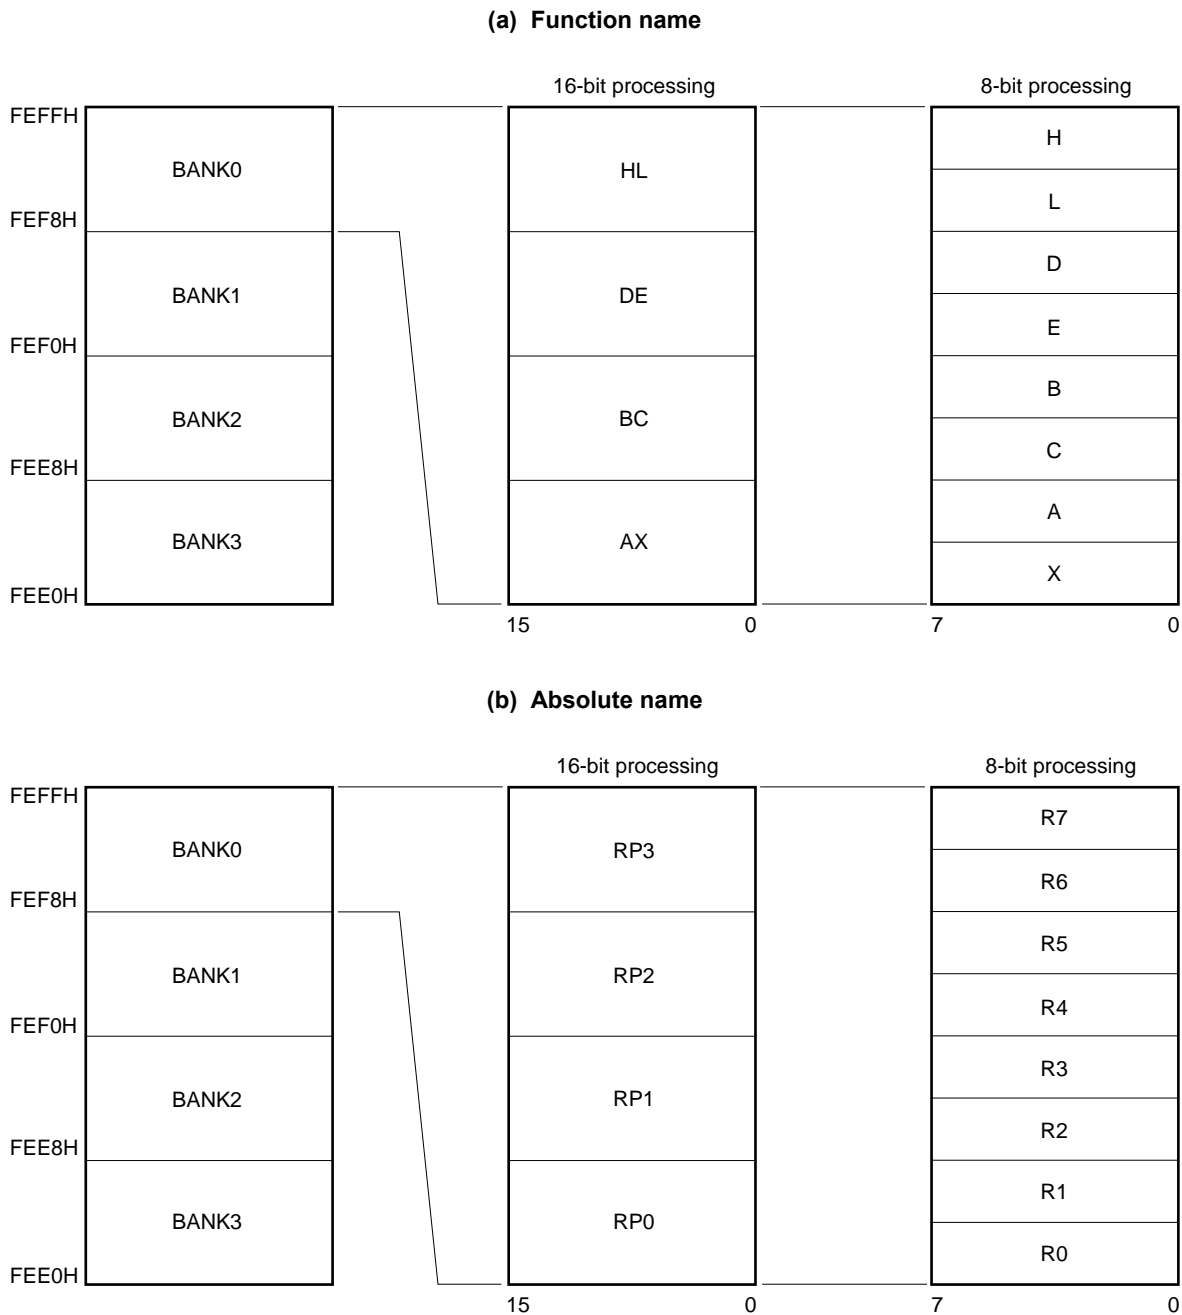 (a) Function name
16-bit processing
8-bit processing
FEFFH
BANK0
HL
H
L
FEF8H
BANK1
DE
D
E
FEF0H
BANK2
BC
B
C
FEE8H
BANK3
AX
A
X
FEE0H
15
0
7
0
(b) Absolute name
16-bit processing
8-bit processing
FEFFH
BANK0
RP3
R7
R6
FEF8H
BANK1
RP2
R5
R4
FEF0H
BANK2
RP1
R3
R2
FEE8H
BANK3
RP0
R1
R0
FEE0H
15
0
7
0